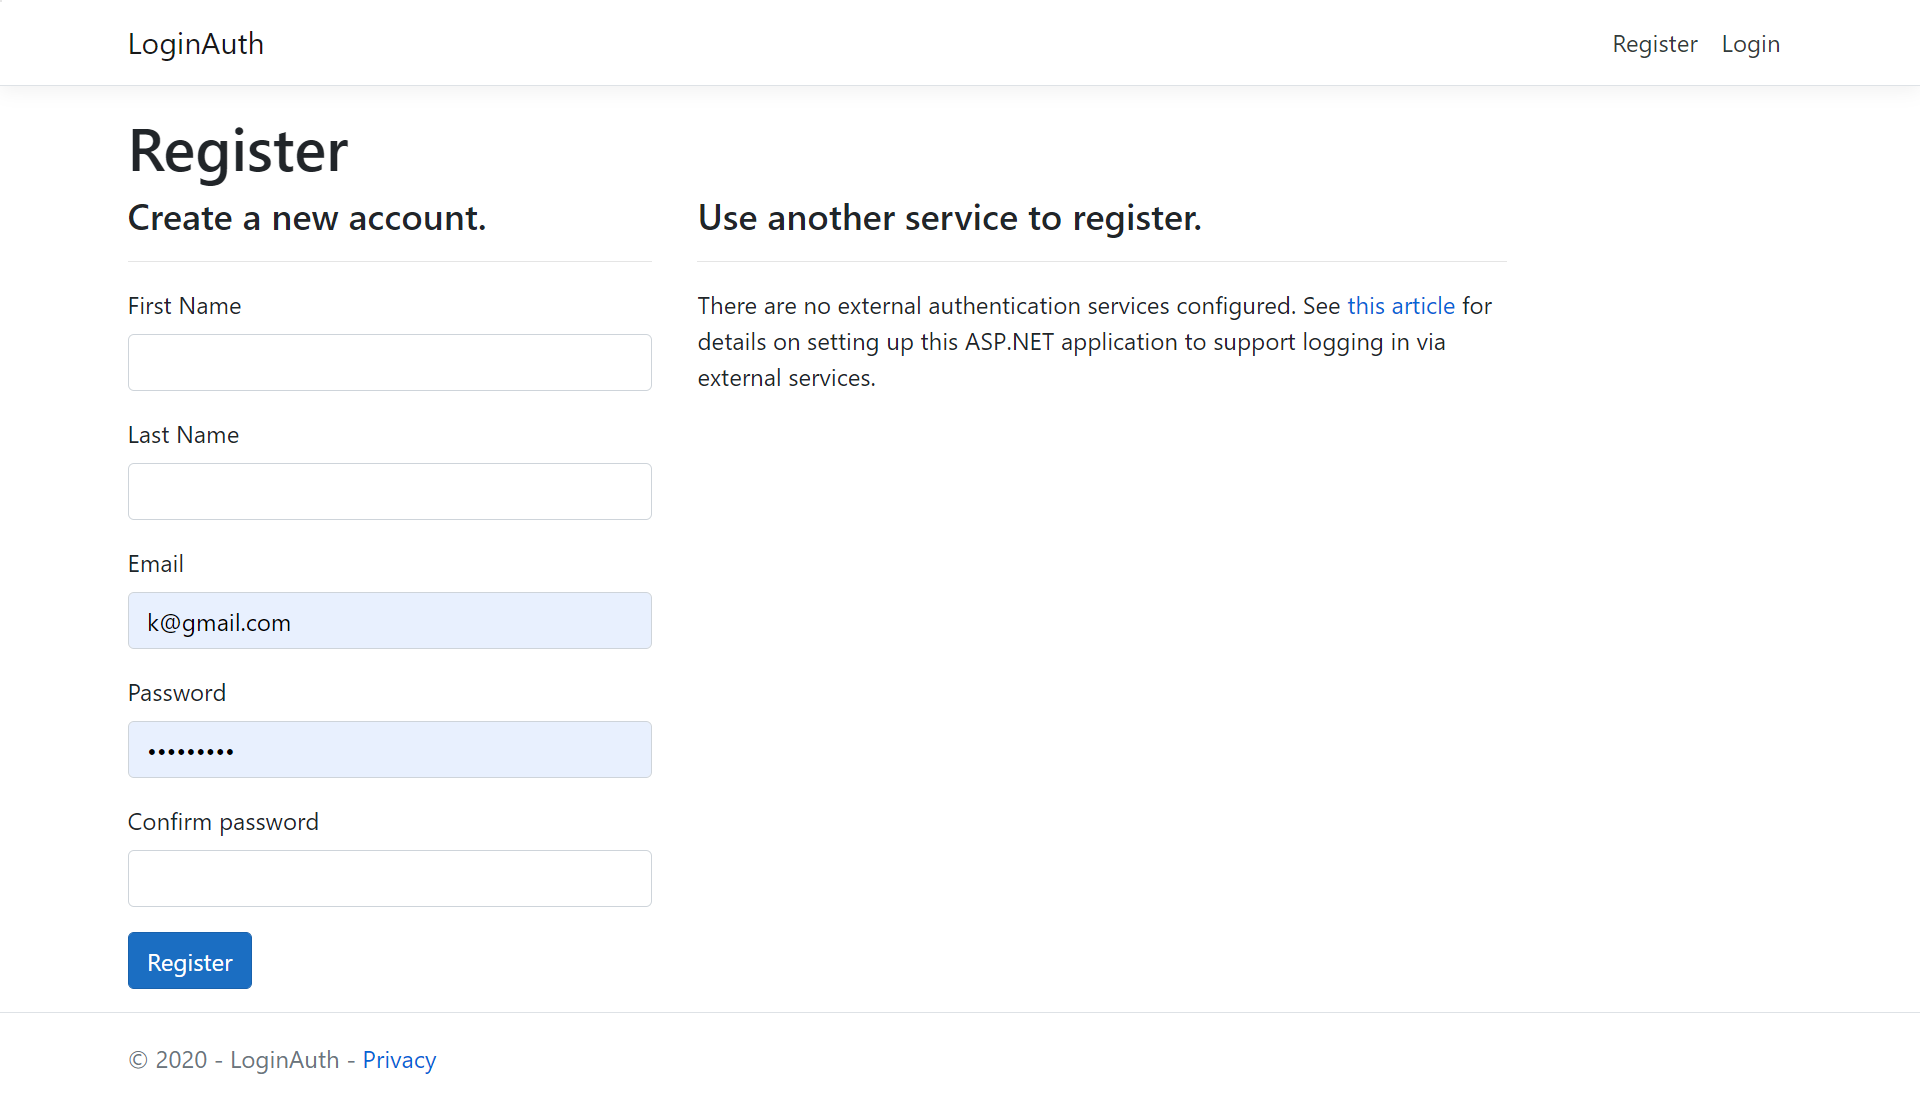 LoginAuth
Register Login
Register
Create a new account.
First Name
Last Name
Email
k@gmail.com
Password
•••••••••
Confirm password
Register
Use another service to register.
There are no external authentication services configured. See this article for
details on setting up this ASP.NET application to support logging in via
external services.
© 2020 - LoginAuth - Privacy